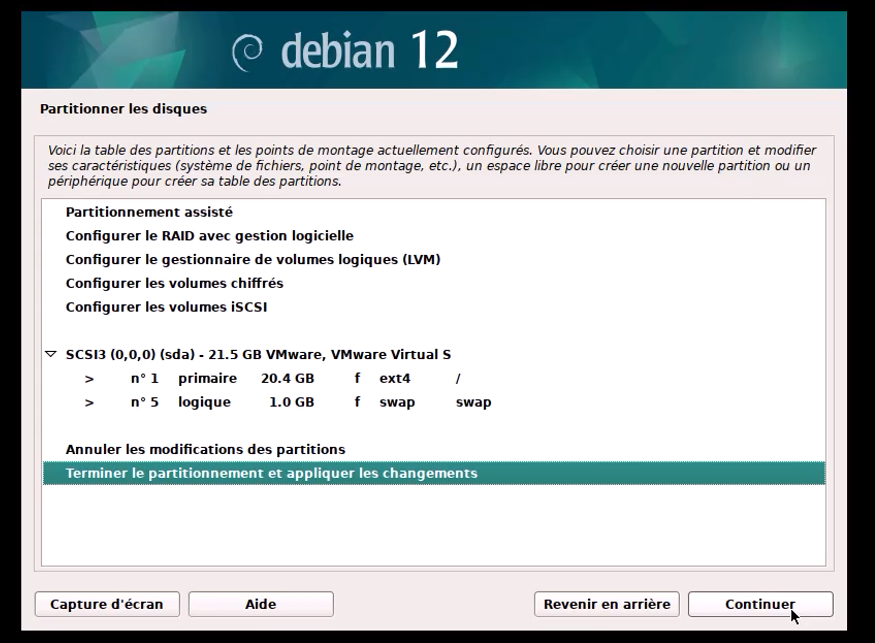 debian 12
Partitionner les disques
Voici la table des partitions et les points de montage actuellement configurés. Vous pouvez choisir une partition et modifier
ses caractéristiques (système de fichiers, point de montage, etc.), un espace libre pour créer une nouvelle partition ou un
périphérique pour créer sa table des partitions.
Partitionnement assisté
Configurer le RAID avec gestion logicielle
Configurer le gestionnaire de volumes logiques (LVM)
Configurer les volumes chiffrés
Configurer les volumes iSCSI
SCSI3 (0,0,0) (sda) - 21.5 GB VMware, VMware Virtual S
> n° 1 primaire 20.4 GB f ext4 /
> n° 5 logique 1.0 GB f swap swap
Annuler les modifications des partitions
Terminer le partitionnement et appliquer les changements
Capture d'écran Aide Revenir en arrière Continuer